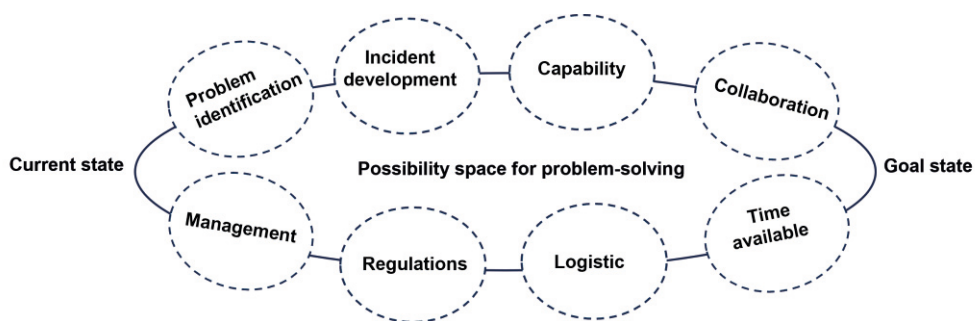 Problem
identification
Incident
development
Capability
Collaboration
Current state
Possibility space for problem-solving
Goal state
Management
Regulations
Logistic
Time
available